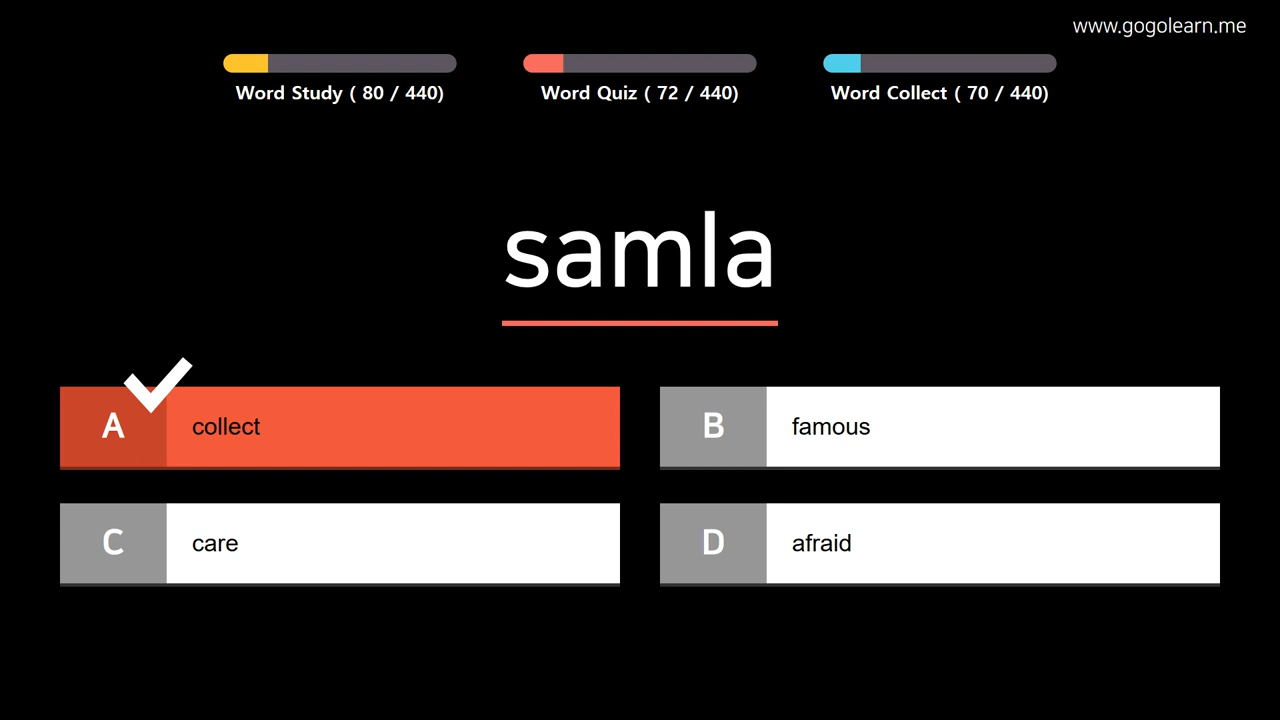 www.gogolearn.me
Word Study ( 80 / 440)
Word Quiz ( 72 / 440)
Word Collect ( 70 / 440)
samla
A collect
B famous
C care
D afraid